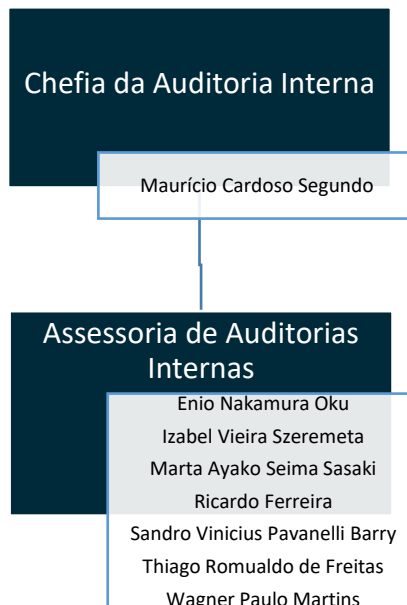 Chefia da Auditoria Interna
Maurício Cardoso Segundo
Assessoria de Auditorias
Internas
Enio Nakamura Oku
Izabel Vieira Szeremeta
Marta Ayako Seima Sasaki
Ricardo Ferreira
Sandro Vinicius Pavanelli Barry
Thiago Romualdo de Freitas
Wagner Paulo Martins